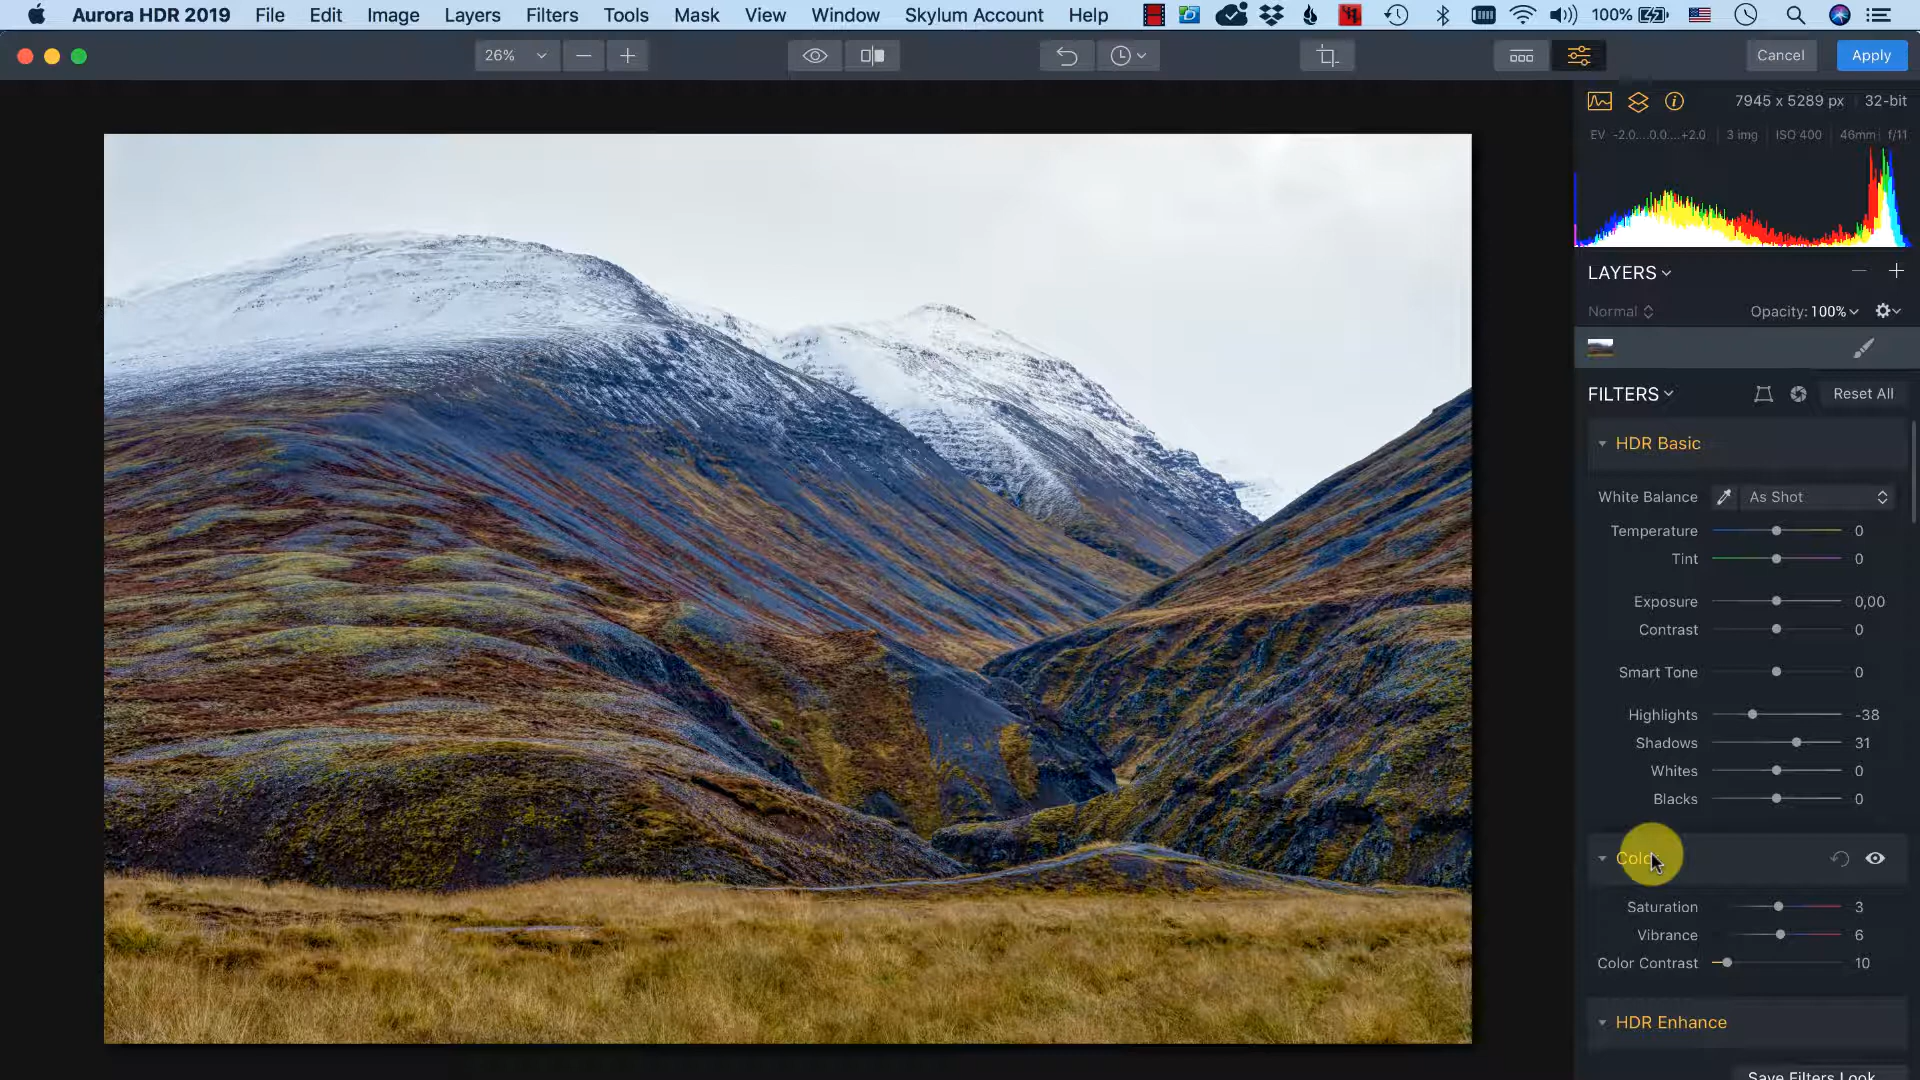 Aurora HDR 2019 File Edit Image Layers Filters Tools Mask View Window Skylum Account Help 100%
26% Cancel Apply
7945 x 5289 px 32-bit
EV -2.0....0.0....+2.0 3 img ISO 400 46mm f/11
LAYERS
Normal Opacity: 100%
FILTERS Reset All
HDR Basic
White Balance As Shot
Temperature 0
Tint 0
Exposure 0,00
Contrast 0
Smart Tone 0
Highlights -38
Shadows 31
Whites 0
Blacks 0
Color
Saturation 3
Vibrance 6
Color Contrast 10
HDR Enhance
Save Filters Look